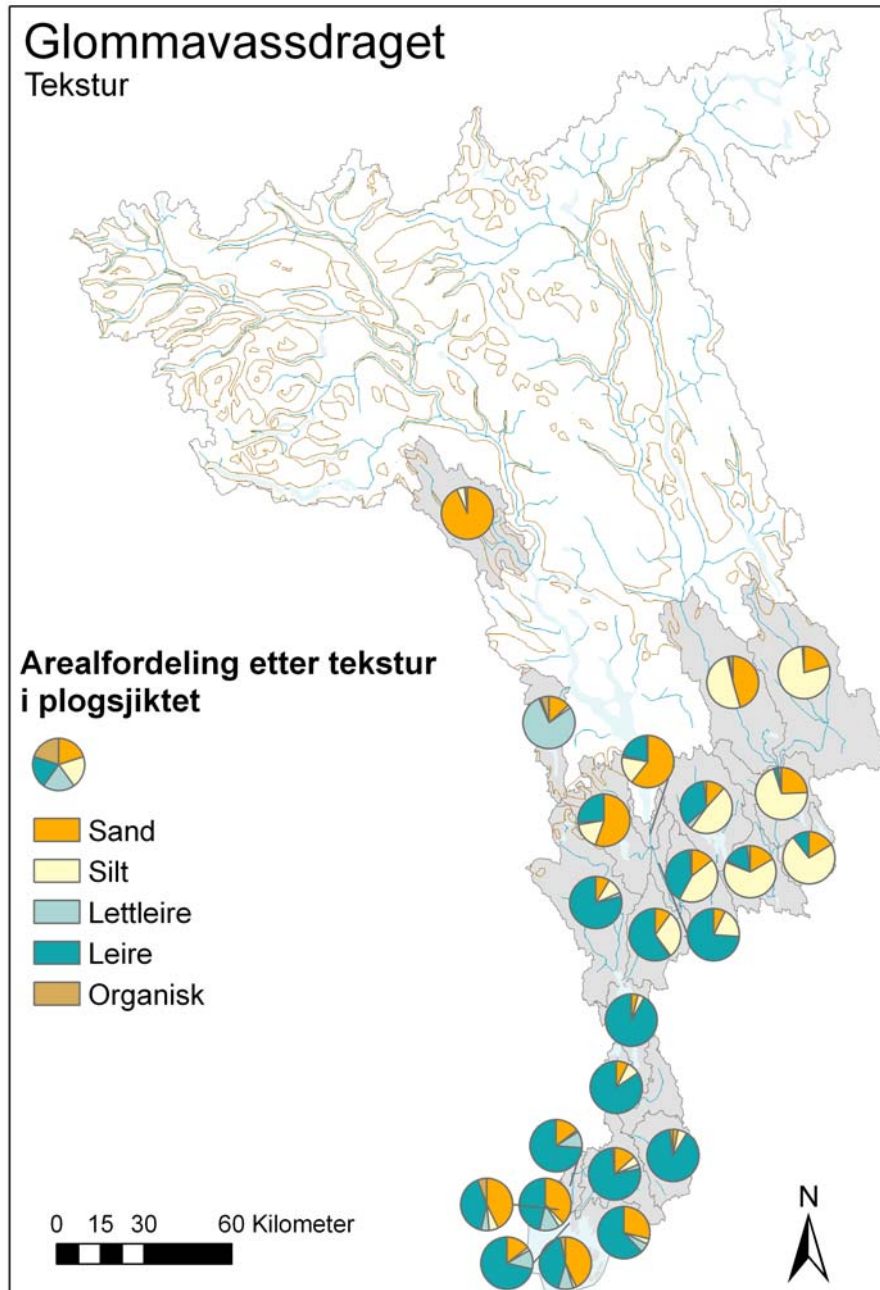 Glommavassdraget
Tekstur
Arealfordeling etter tekstur
i plogsjiktet
Sand
Silt
Lettleire
Leire
Organisk
0 15 30 60 Kilometer
N